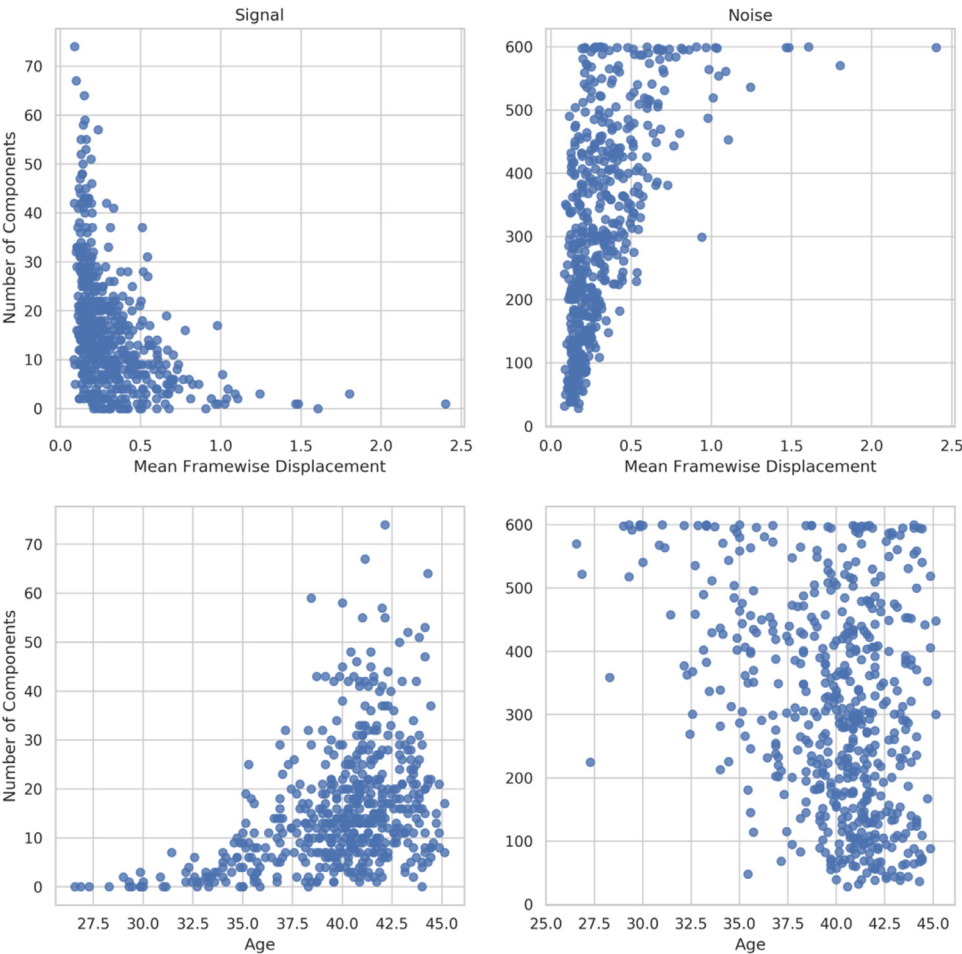 Signal
Noise
Number of Components
70
60
50
40
30
20
10
0
0.0 0.5 1.0 1.5 2.0 2.5
Mean Framewise Displacement
600
500
400
300
200
100
0
0.0 0.5 1.0 1.5 2.0 2.5
Mean Framewise Displacement
Number of Components
70
60
50
40
30
20
10
0
27.5 30.0 32.5 35.0 37.5 40.0 42.5 45.0
Age
600
500
400
300
200
100
0
25.0 27.5 30.0 32.5 35.0 37.5 40.0 42.5 45.0
Age